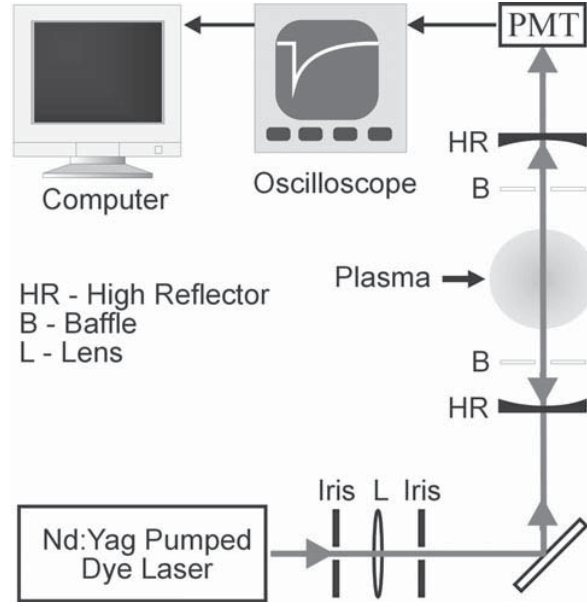 PMT
HR
B
Computer
Oscilloscope
Plasma
HR - High Reflector
B - Baffle
L - Lens
B
HR
Iris L Iris
Nd:Yag Pumped
Dye Laser